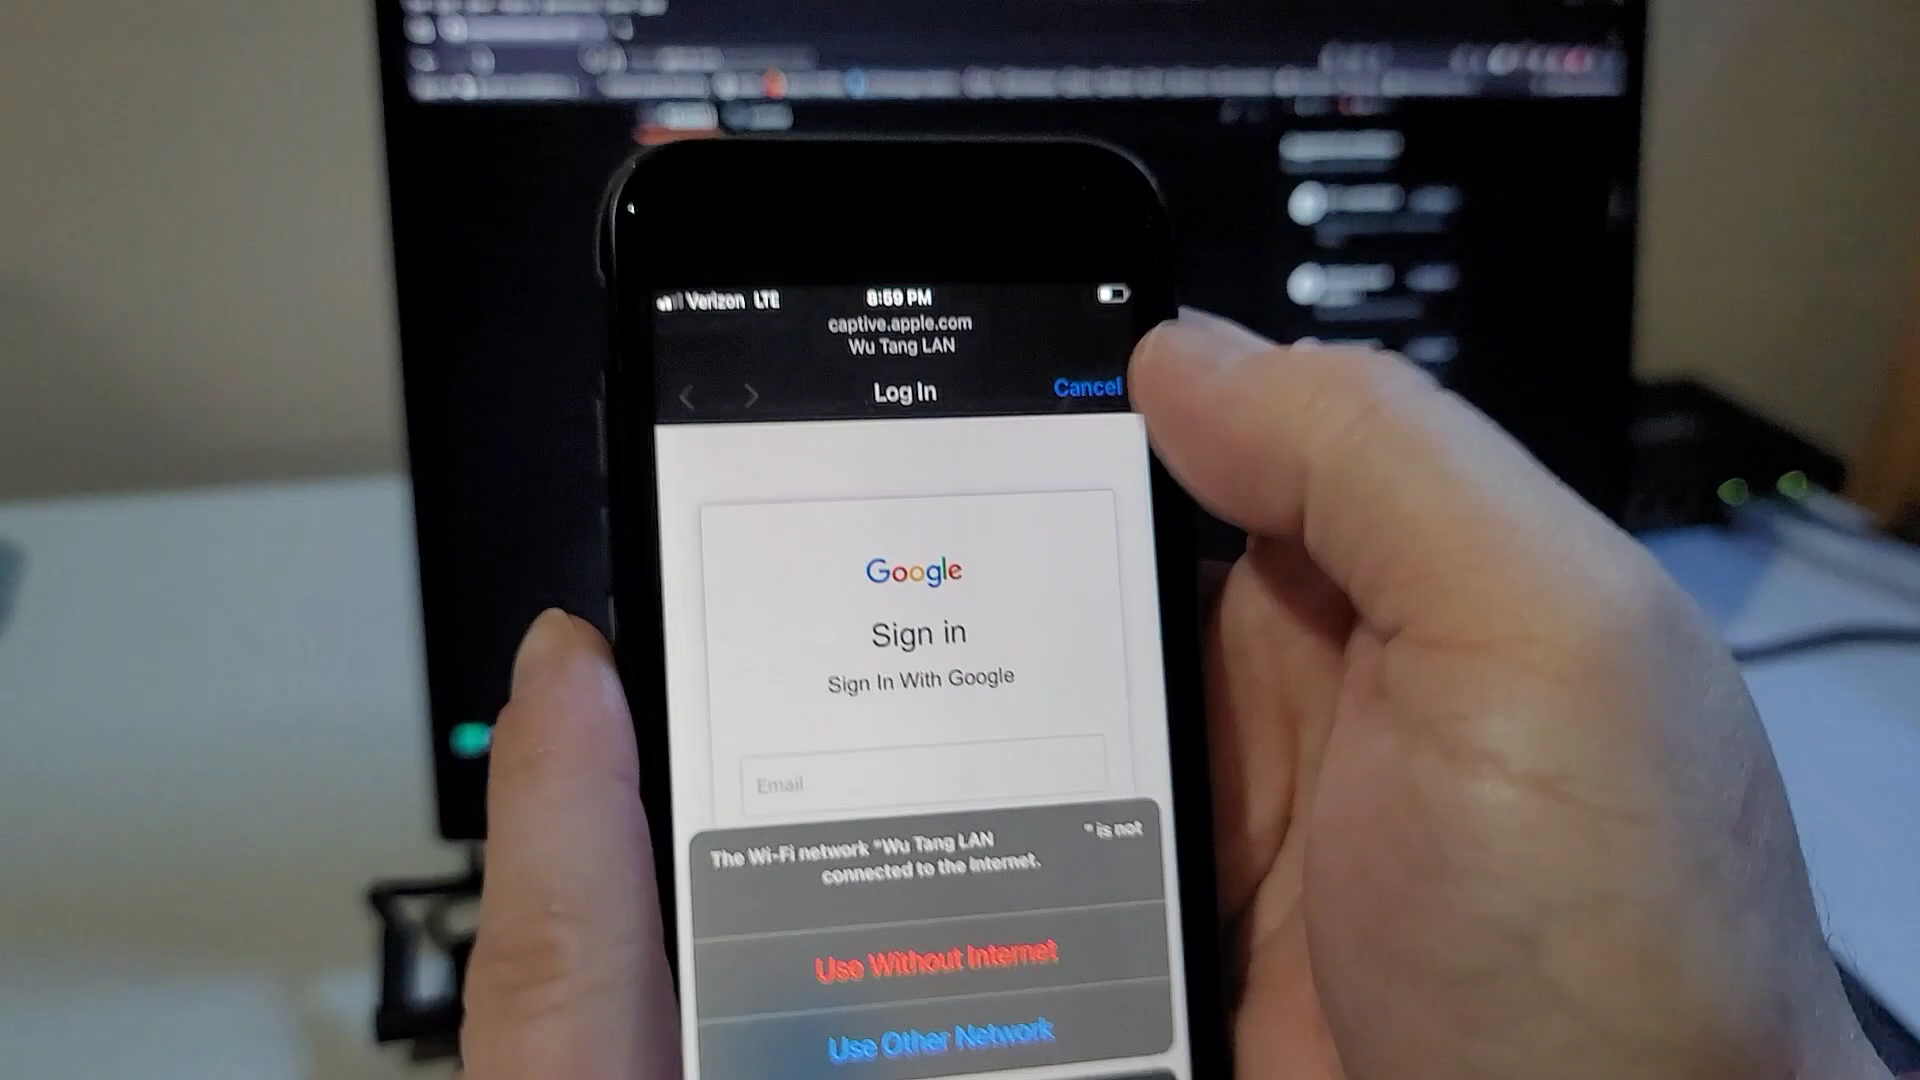 Verizon LTE 8:59 PM
captive.apple.com
Wu Tang LAN
Log In Cancel
Google
Sign in
Sign In With Google
Email
The Wi-Fi network "Wu Tang LAN " is not
connected to the Internet.
Use Without Internet
Use Other Network